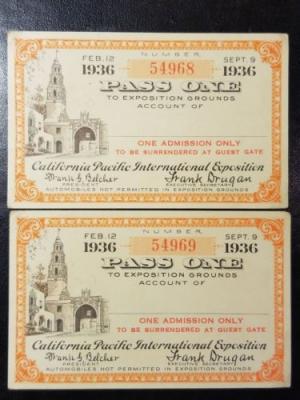 NUMBER
FEB. 12 SEPT. 9
1936 54968 1936
PASS ONE
TO EXPOSITION GROUNDS
ACCOUNT OF
ONE ADMISSION ONLY
TO BE SURRENDERED AT GUEST GATE
California Pacific International Exposition
Frank G Belcher Frank Drugan
PRESIDENT EXECUTIVE SECRETARY
AUTOMOBILES NOT PERMITTED IN EXPOSITION GROUNDS
NUMBER
FEB. 12 SEPT. 9
1936 54969 1936
PASS ONE
TO EXPOSITION GROUNDS
ACCOUNT OF
ONE ADMISSION ONLY
TO BE SURRENDERED AT GUEST GATE
California Pacific International Exposition
Frank G Belcher Frank Drugan
PRESIDENT EXECUTIVE SECRETARY
AUTOMOBILES NOT PERMITTED IN EXPOSITION GROUNDS